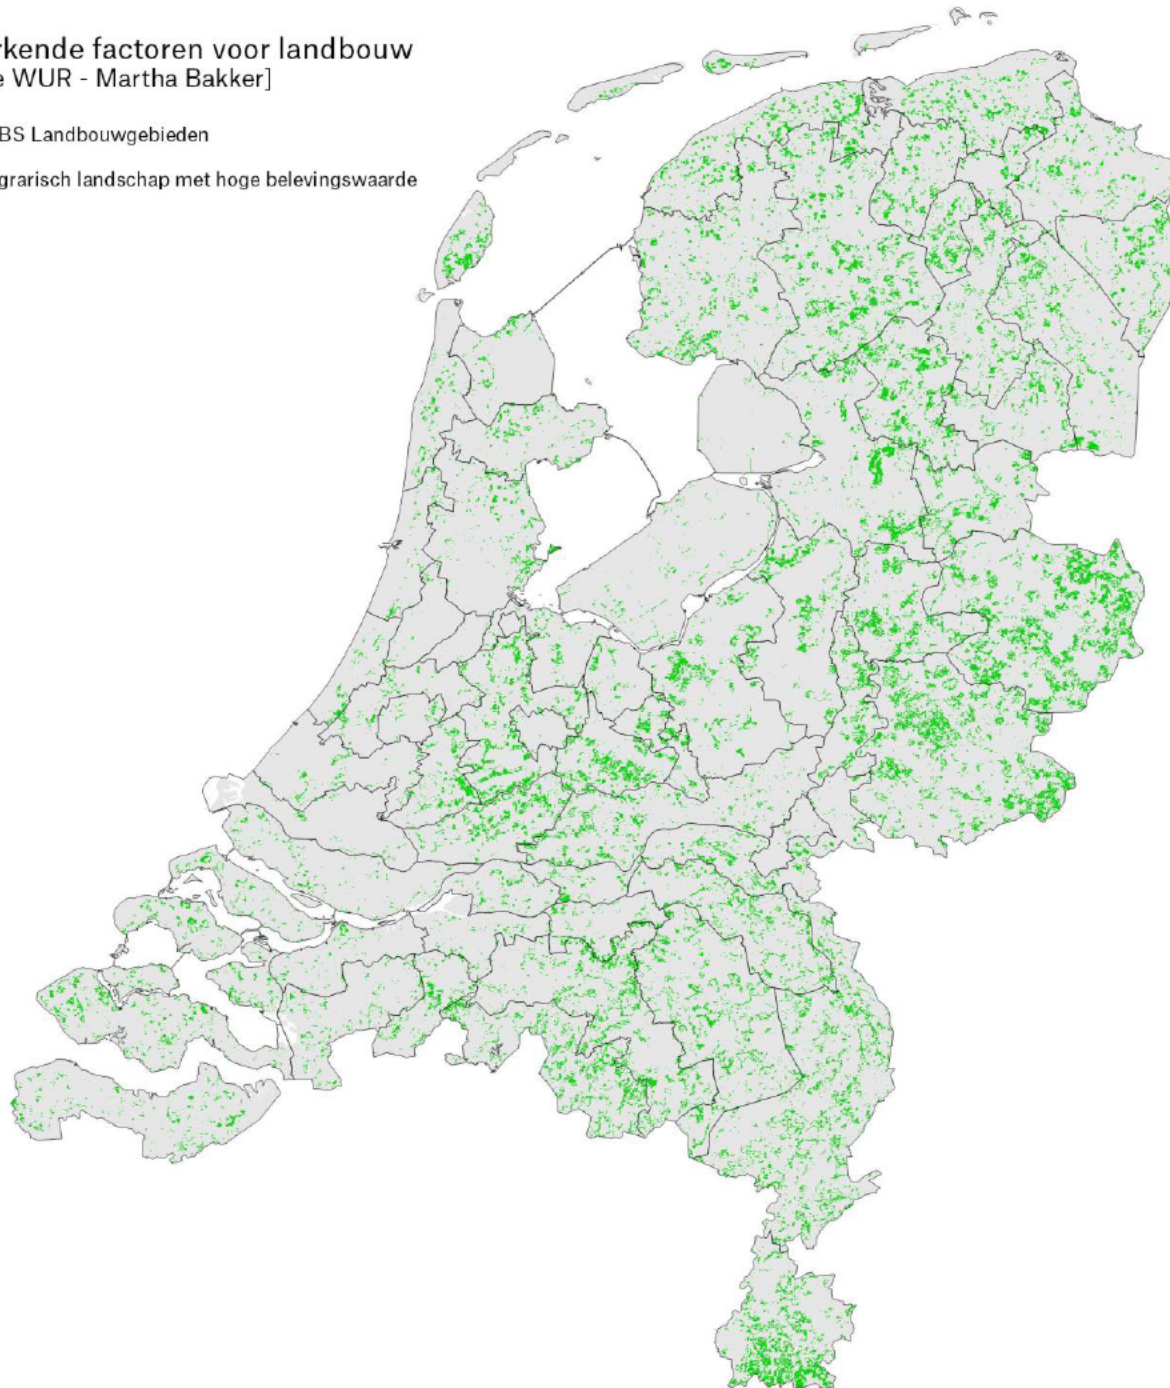 rkende factoren voor landbouw
e WUR - Martha Bakker]
BS Landbouwgebieden
grarisch landschap met hoge belevingswaarde